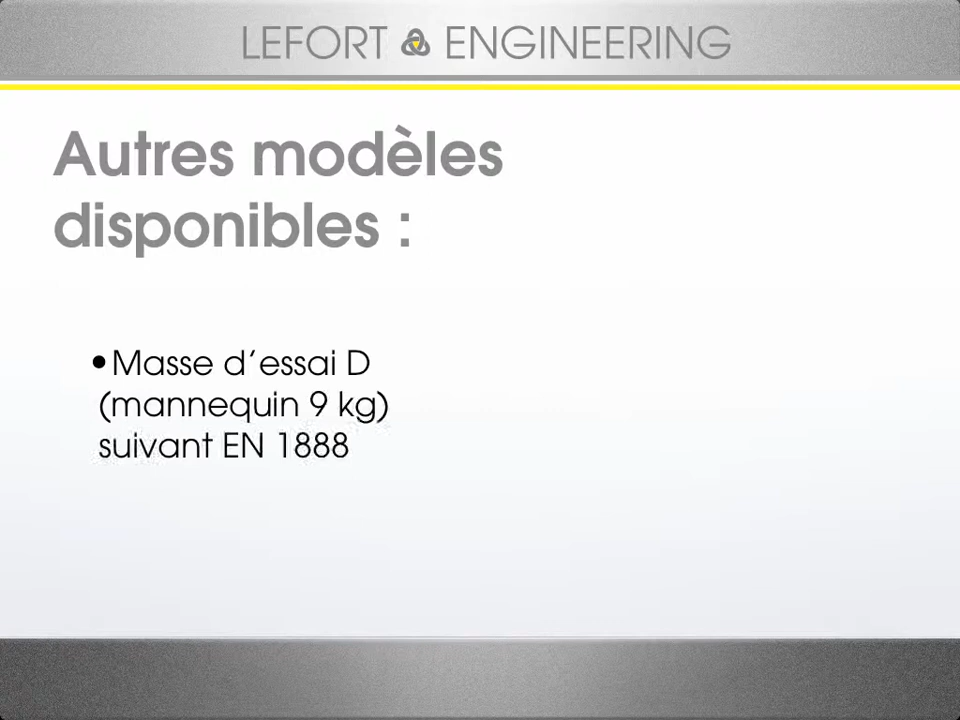 LEFORT ENGINEERING
Autres modèles
disponibles :
•Masse d’essai D
(mannequin 9 kg)
suivant EN 1888